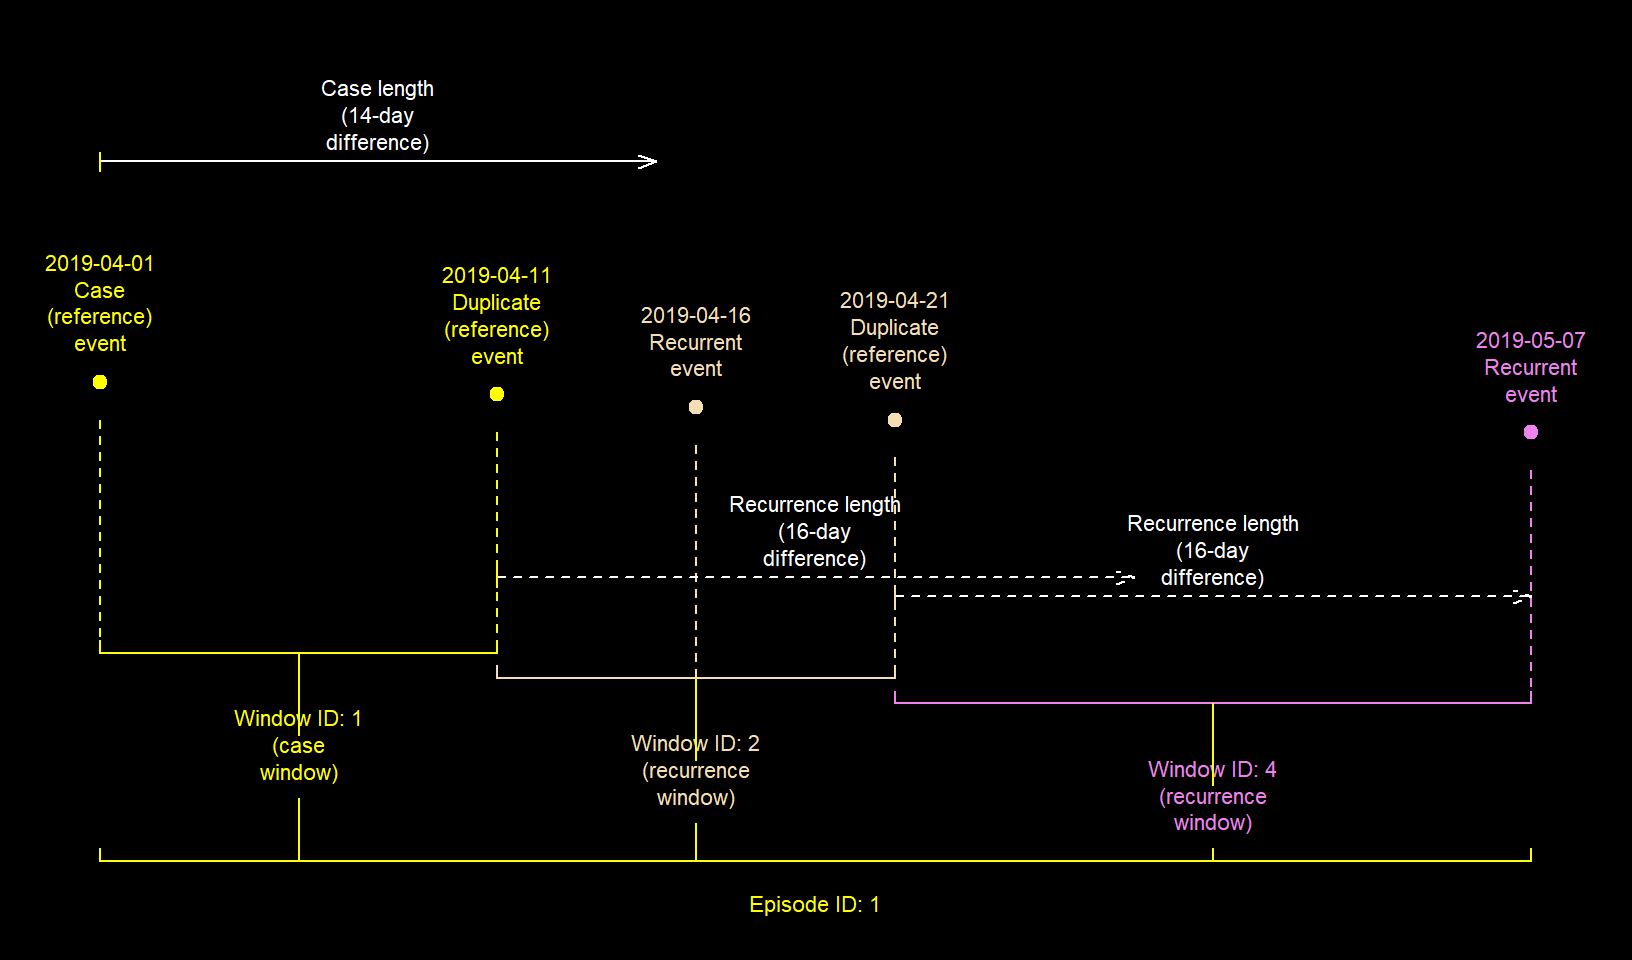 Case length
(14-day
difference)
2019-04-01
Case
(reference)
event
2019-04-11
Duplicate
(reference)
event
2019-04-16
Recurrent
event
2019-04-21
Duplicate
(reference)
event
2019-05-07
Recurrent
event
Recurrence length
(16-day
difference)
Recurrence length
(16-day
difference)
Window ID: 1
(case
window)
Window ID: 2
(recurrence
window)
Window ID: 4
(recurrence
window)
Episode ID: 1